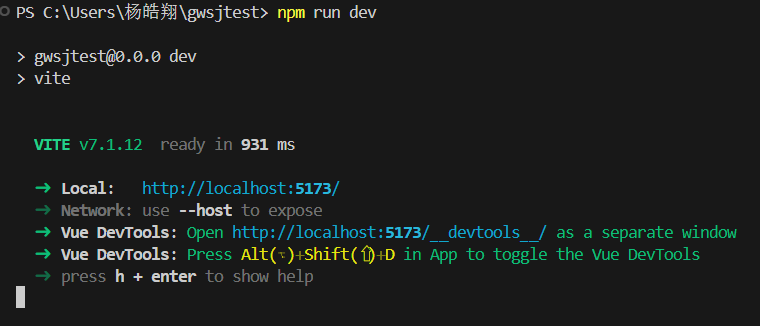 PS C:\Users\杨皓翔\gwsjtest> npm run dev
> gwsjtest@0.0.0 dev
> vite
VITE v7.1.12 ready in 931 ms
➜ Local: http://localhost:5173/
➜ Network: use --host to expose
➜ Vue DevTools: Open http://localhost:5173/__devtools__/ as a separate window
➜ Vue DevTools: Press Alt(⌥)+Shift(⇧)+D in App to toggle the Vue DevTools
➜ press h + enter to show help